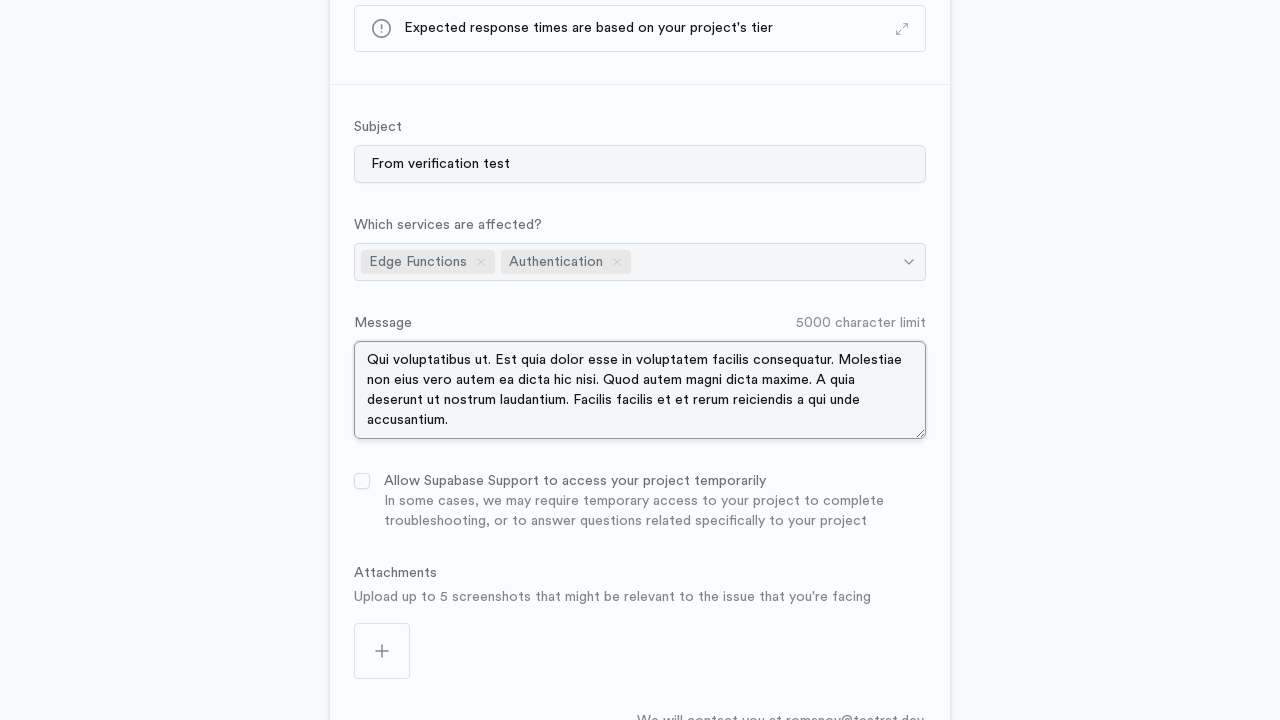 Expected response times are based on your project's tier
Subject
From verification test
Which services are affected?
Edge Functions Authentication
Message 5000 character limit
Qui voluptatibus ut. Est quia dolor esse in voluptatem facilis consequatur. Molestiae
non eius vero autem ea dicta hic nisi. Quod autem magni dicta maxime. A quia
deserunt ut nostrum laudantium. Facilis facilis et et rerum reiciendis a qui unde
accusantium.
Allow Supabase Support to access your project temporarily
In some cases, we may require temporary access to your project to complete
troubleshooting, or to answer questions related specifically to your project
Attachments
Upload up to 5 screenshots that might be relevant to the issue that you're facing
We will contact you at